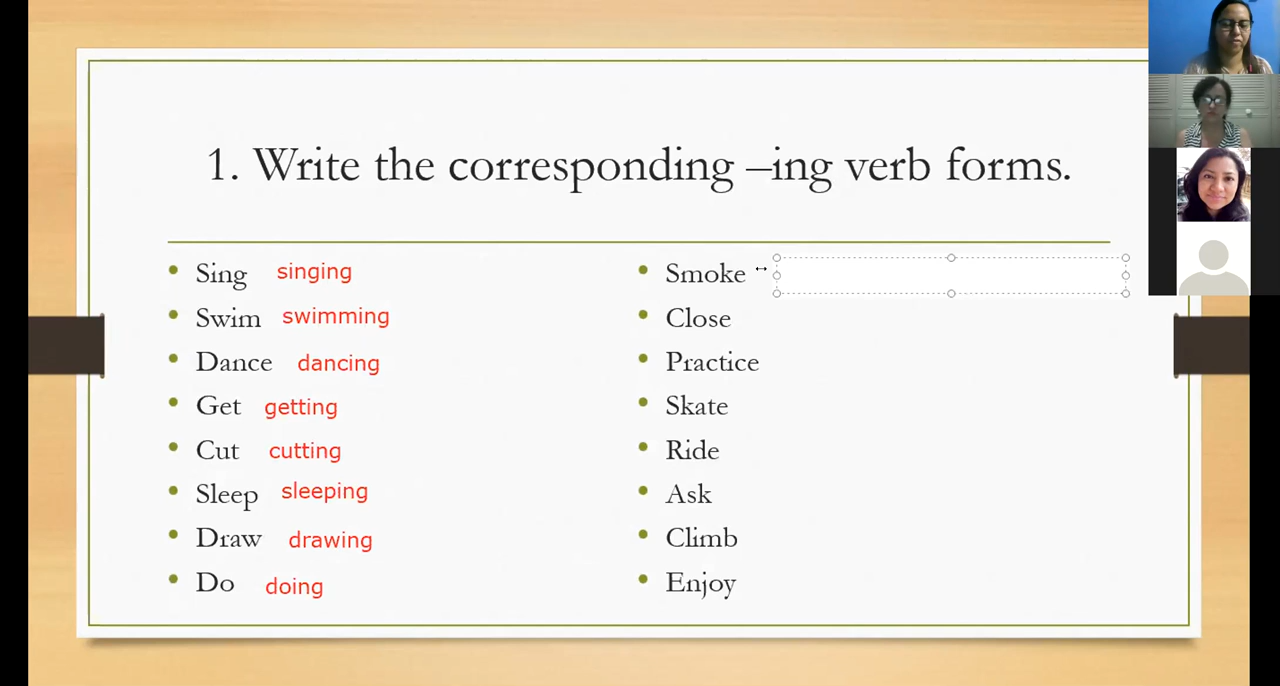 1. Write the corresponding –ing verb forms.
• Sing singing
• Swim swimming
• Dance dancing
• Get getting
• Cut cutting
• Sleep sleeping
• Draw drawing
• Do doing
• Smoke
• Close
• Practice
• Skate
• Ride
• Ask
• Climb
• Enjoy